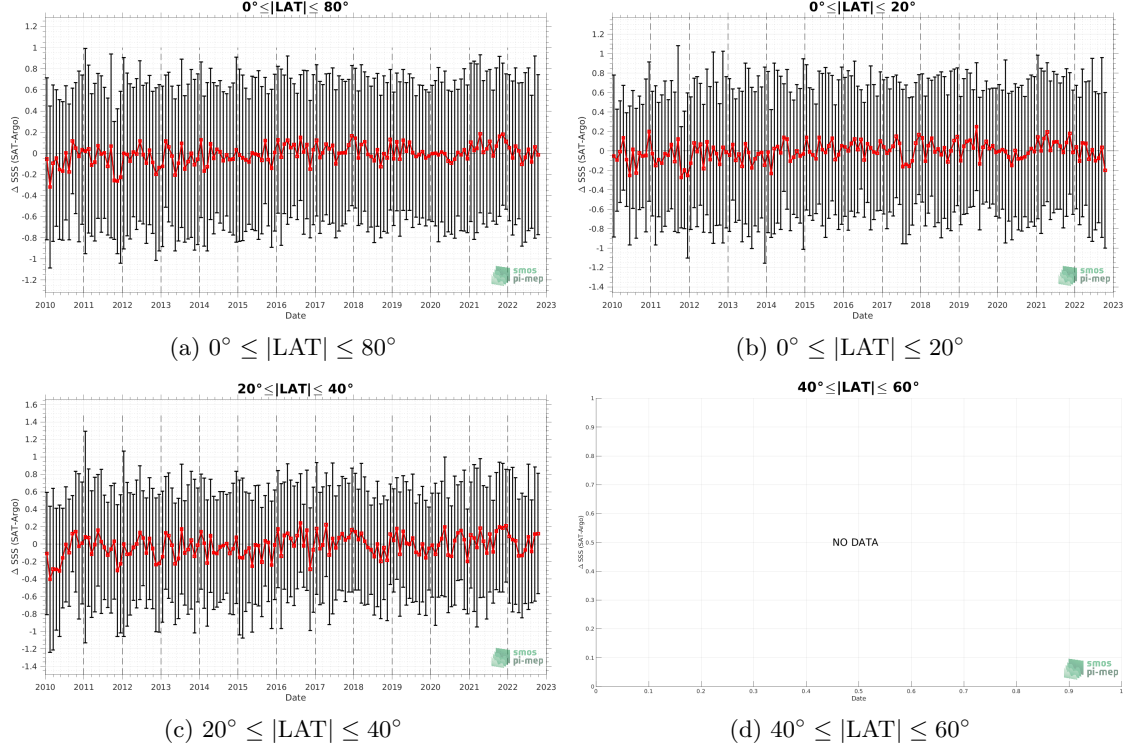 0°≤|LAT|≤ 80°
Δ SSS (SAT-Argo)
1.2
1
0.8
0.6
0.4
0.2
0
-0.2
-0.4
-0.6
-0.8
-1
-1.2
smos
pi-mep
2010 2011 2012 2013 2014 2015 2016 2017 2018 2019 2020 2021 2022 2023
Date
(a) 0° ≤ |LAT| ≤ 80°
0°≤|LAT|≤ 20°
Δ SSS (SAT-Argo)
1.2
1
0.8
0.6
0.4
0.2
0
-0.2
-0.4
-0.6
-0.8
-1
-1.2
-1.4
smos
pi-mep
2010 2011 2012 2013 2014 2015 2016 2017 2018 2019 2020 2021 2022 2023
Date
(b) 0° ≤ |LAT| ≤ 20°
20°≤|LAT|≤ 40°
Δ SSS (SAT-Argo)
1.6
1.4
1.2
1
0.8
0.6
0.4
0.2
0
-0.2
-0.4
-0.6
-0.8
-1
-1.2
-1.4
smos
pi-mep
2010 2011 2012 2013 2014 2015 2016 2017 2018 2019 2020 2021 2022 2023
Date
(c) 20° ≤ |LAT| ≤ 40°
40°≤|LAT|≤ 60°
Δ SSS (SAT-Argo)
1
0.9
0.8
0.7
0.6
0.5
0.4
0.3
0.2
0.1
0
NO DATA
smos
pi-mep
0 0.1 0.2 0.3 0.4 0.5 0.6 0.7 0.8 0.9 1
Date
(d) 40° ≤ |LAT| ≤ 60°